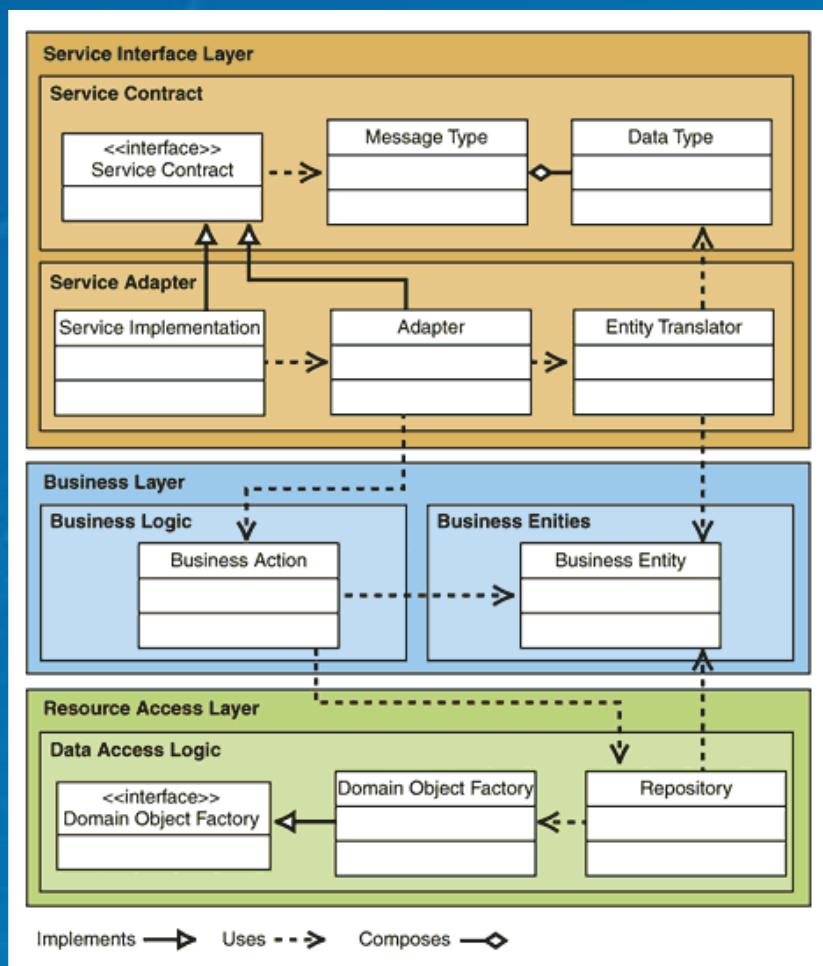 Service Interface Layer
Service Contract
<<interface>>
Service Contract
Message Type
Data Type
Service Adapter
Service Implementation
Adapter
Entity Translator
Business Layer
Business Logic
Business Enities
Business Action
Business Entity
Resource Access Layer
Data Access Logic
<<interface>>
Domain Object Factory
Domain Object Factory
Repository
Implements
Uses
Composes